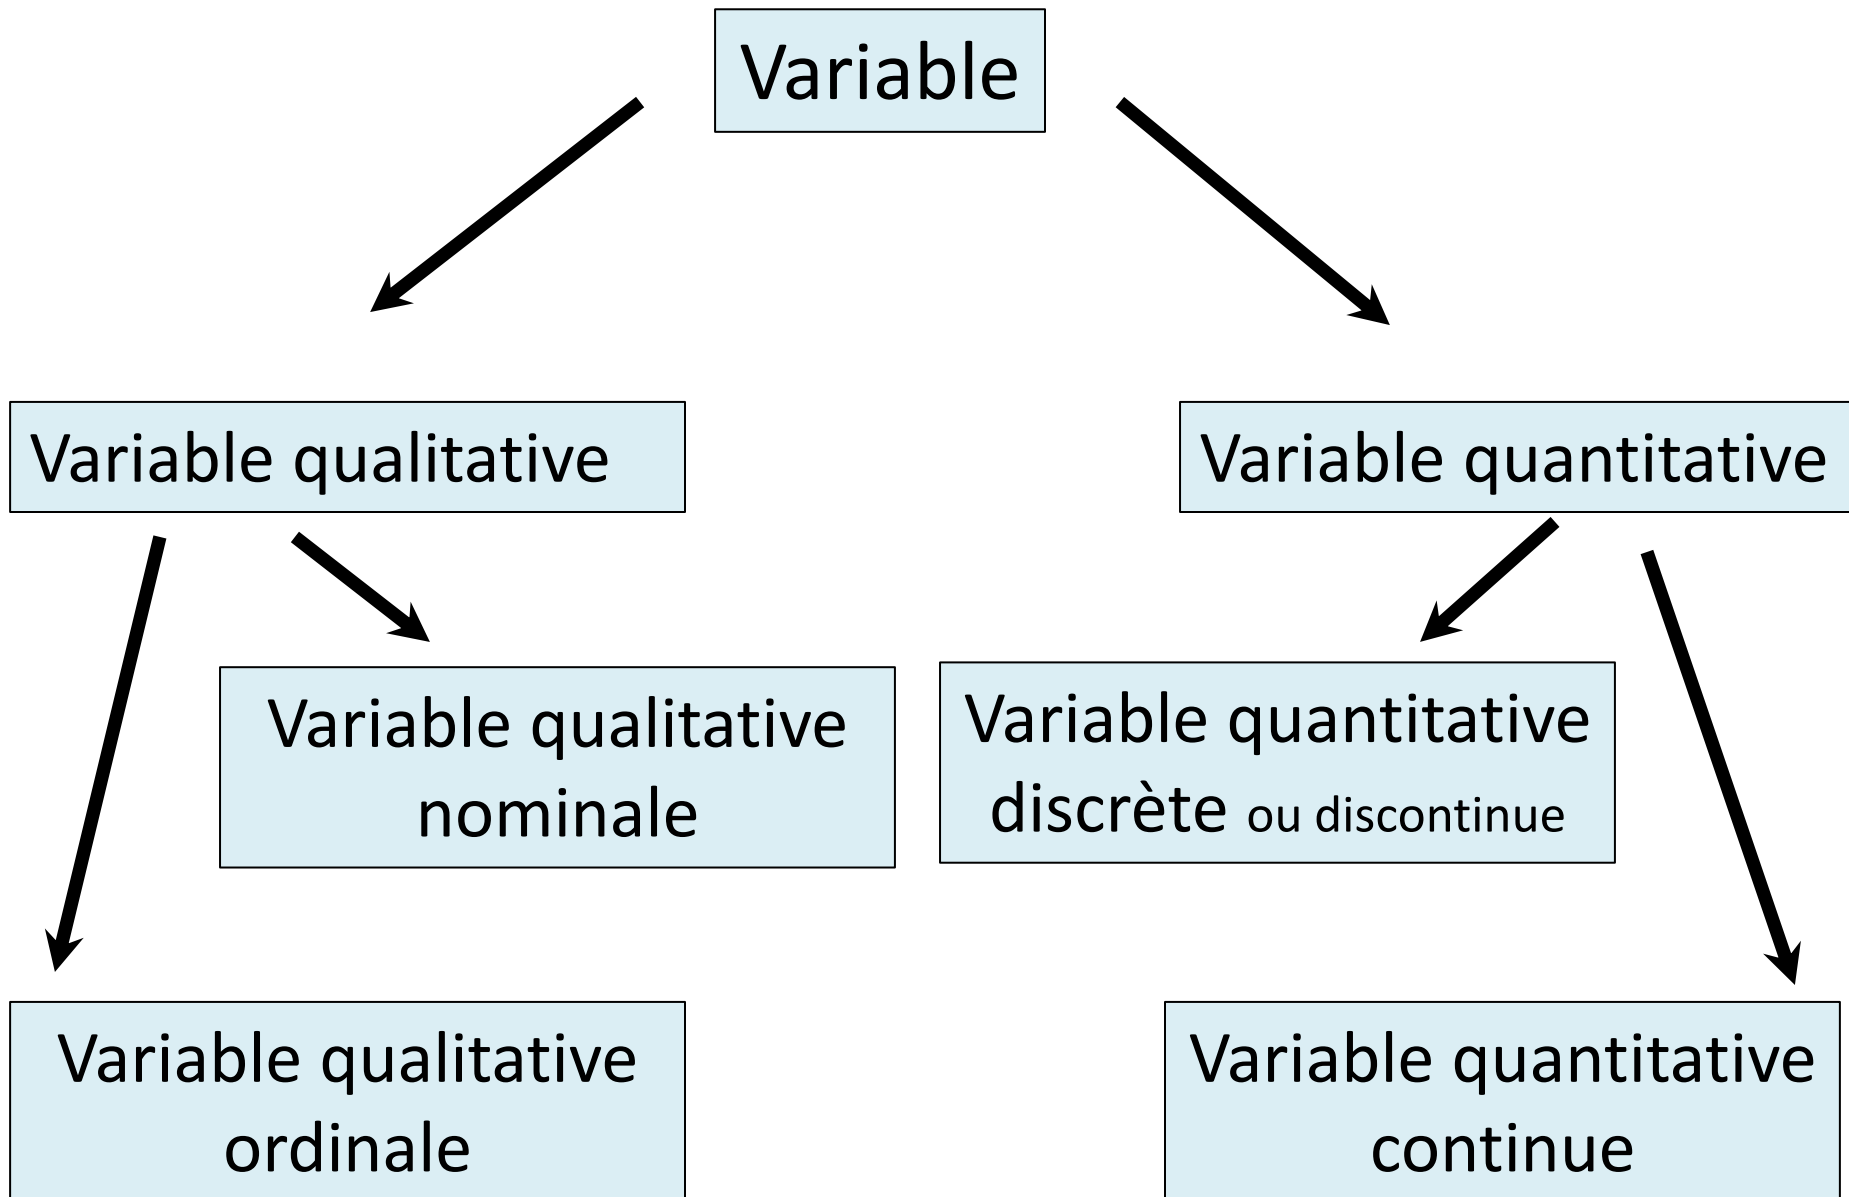 Variable
Variable qualitative
Variable quantitative
Variable qualitative
nominale
Variable quantitative
discrète ou discontinue
Variable qualitative
ordinale
Variable quantitative
continue